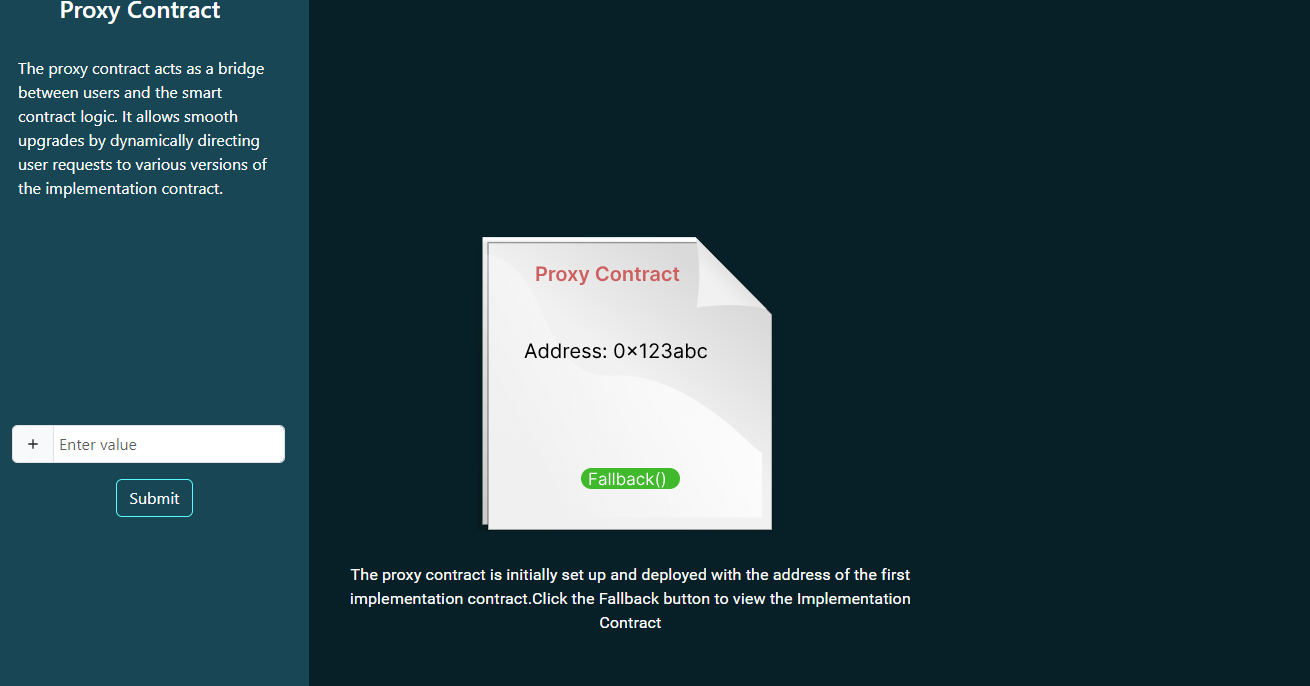 Proxy Contract
The proxy contract acts as a bridge
between users and the smart
contract logic. It allows smooth
upgrades by dynamically directing
user requests to various versions of
the implementation contract.
+ Enter value
Submit
Proxy Contract
Address: 0×123abc
Fallback()
The proxy contract is initially set up and deployed with the address of the first
implementation contract.Click the Fallback button to view the Implementation
Contract